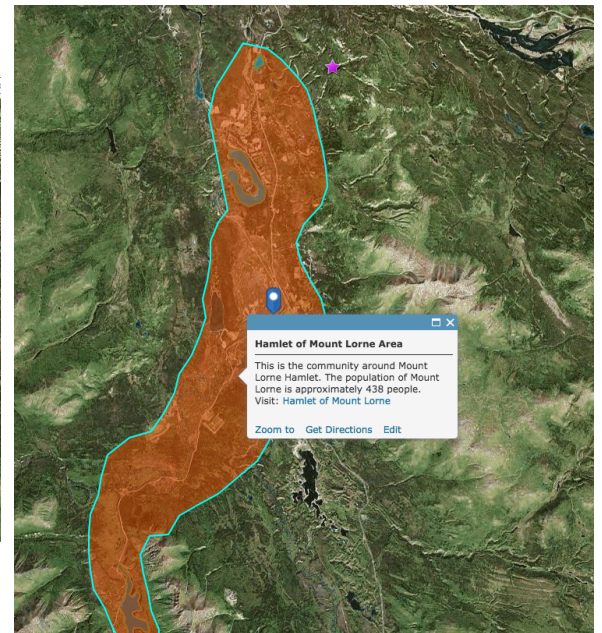 Hamlet of Mount Lorne Area
This is the community around Mount
Lorne Hamlet. The population of Mount
Lorne is approximately 438 people.
Visit: Hamlet of Mount Lorne
Zoom to Get Directions Edit